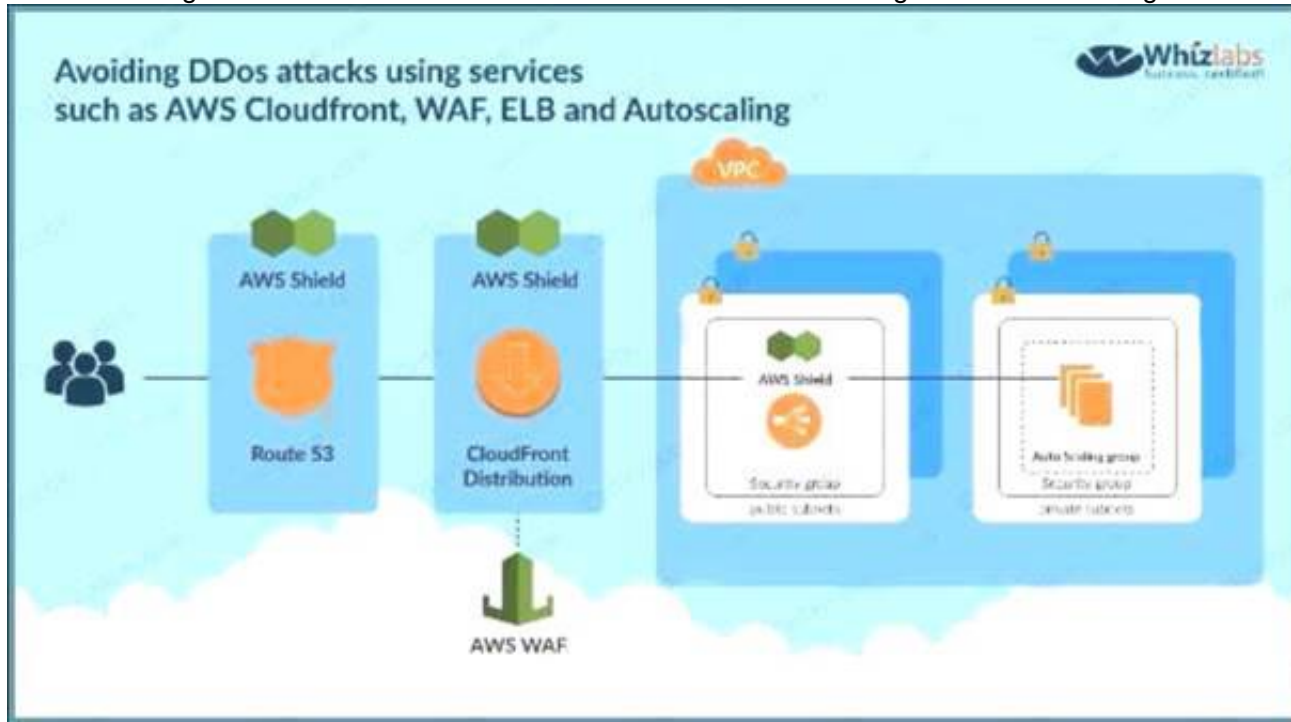 Avoiding DDos attacks using services
such as AWS Cloudfront, WAF, ELB and Autoscaling
Whizlabs
VPC
AWS Shield
AWS Shield
AWS Shield
Route 53
CloudFront
Distribution
Auto Scaling group
Security group
public subnets
Security group
private subnets
AWS WAF